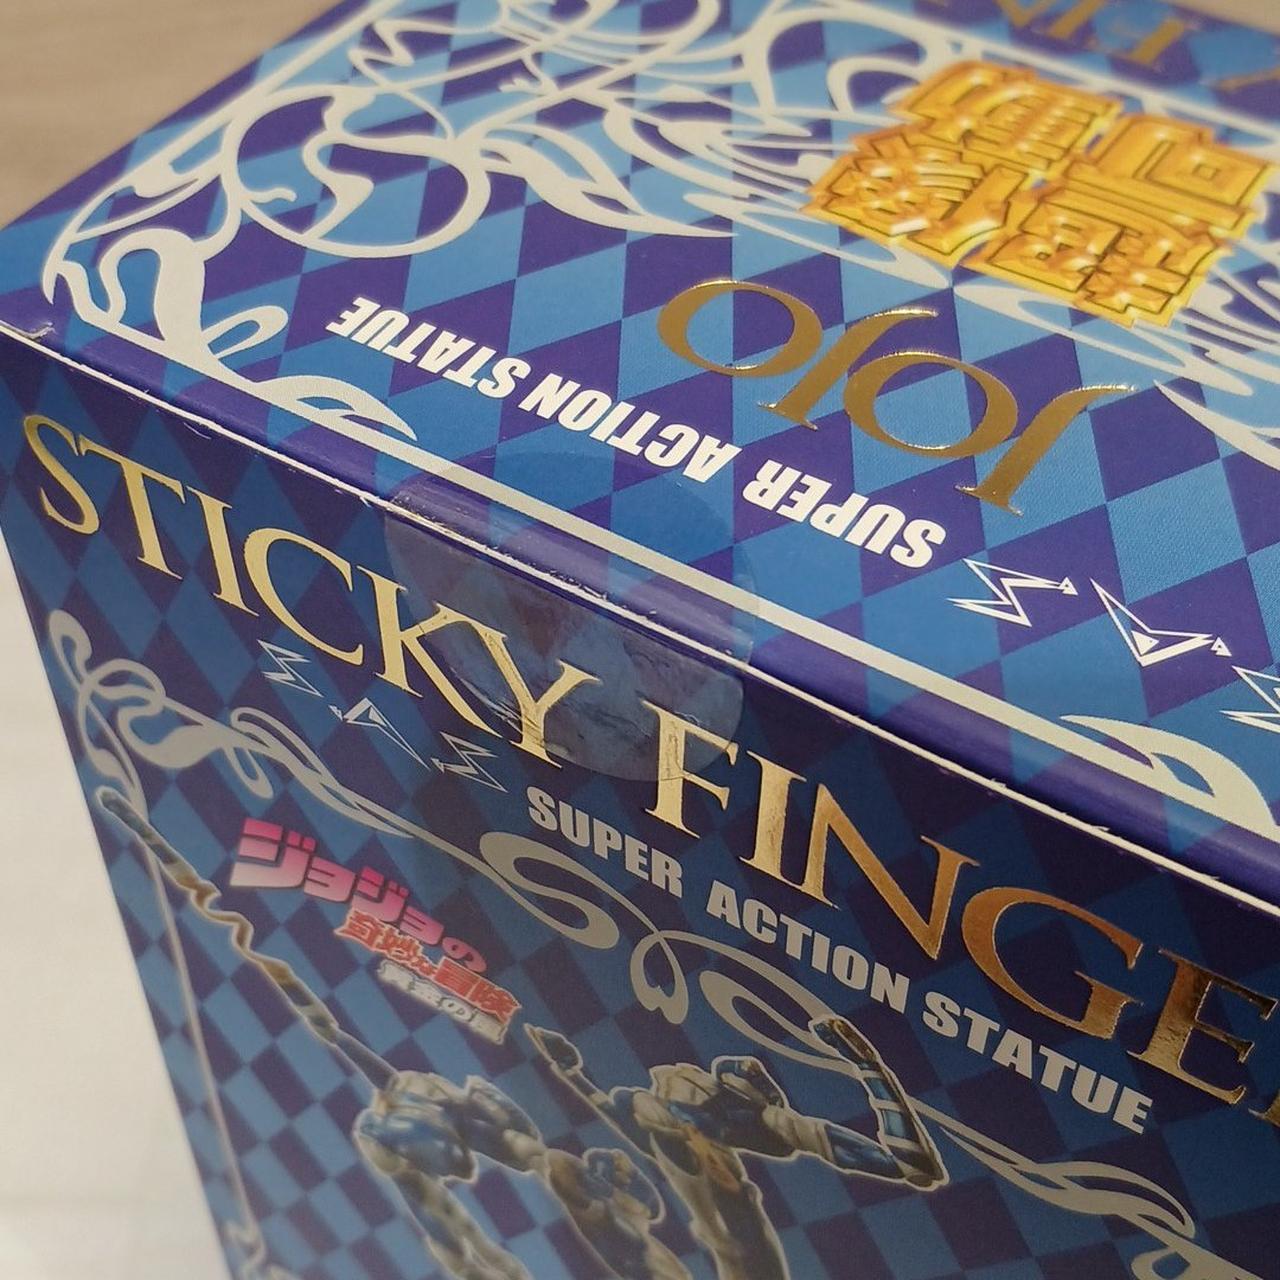 超像可動
JOJO
SUPER ACTION STATUE
STICKY FINGE
SUPER ACTION STATUE
ジョジョの
奇妙な冒険
黄金の風